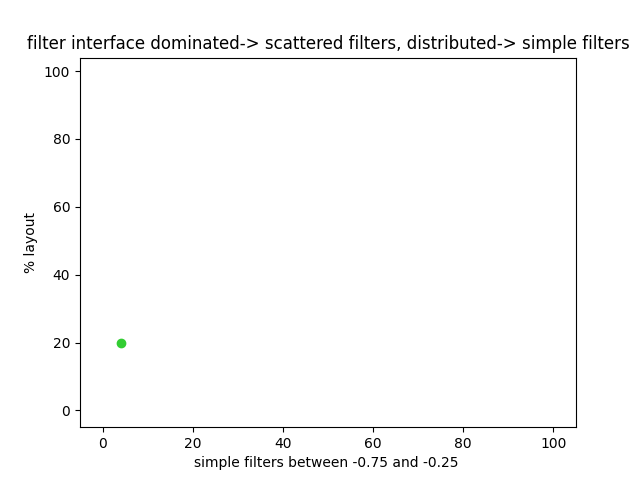 filter interface dominated-> scattered filters, distributed-> simple filters
100
80
60
40
20
0
% layout
0 20 40 60 80 100
simple filters between -0.75 and -0.25